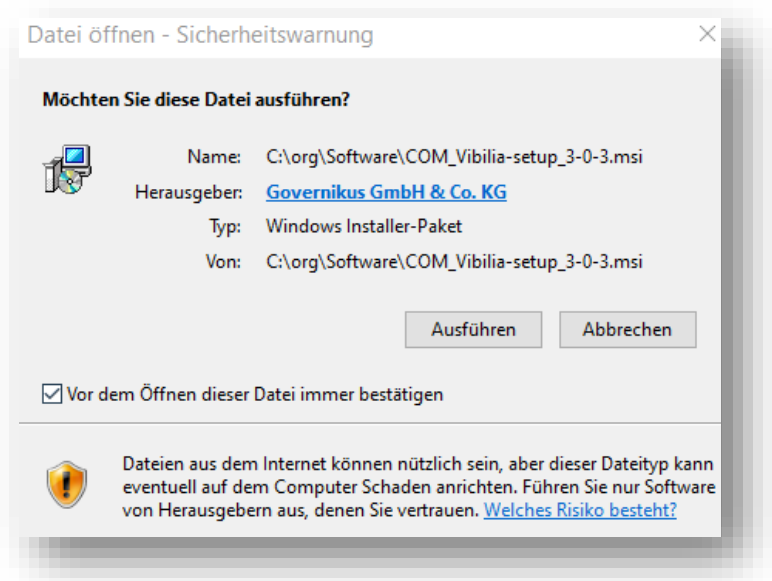 Datei öffnen - Sicherheitswarnung
Möchten Sie diese Datei ausführen?
Name: C:\org\Software\COM_Vibilia-setup_3-0-3.msi
Herausgeber: Governikus GmbH & Co. KG
Typ: Windows Installer-Paket
Von: C:\org\Software\COM_Vibilia-setup_3-0-3.msi
Ausführen Abbrechen
Vor dem Öffnen dieser Datei immer bestätigen
Dateien aus dem Internet können nützlich sein, aber dieser Dateityp kann
eventuell auf dem Computer Schaden anrichten. Führen Sie nur Software
von Herausgebern aus, denen Sie vertrauen. Welches Risiko besteht?